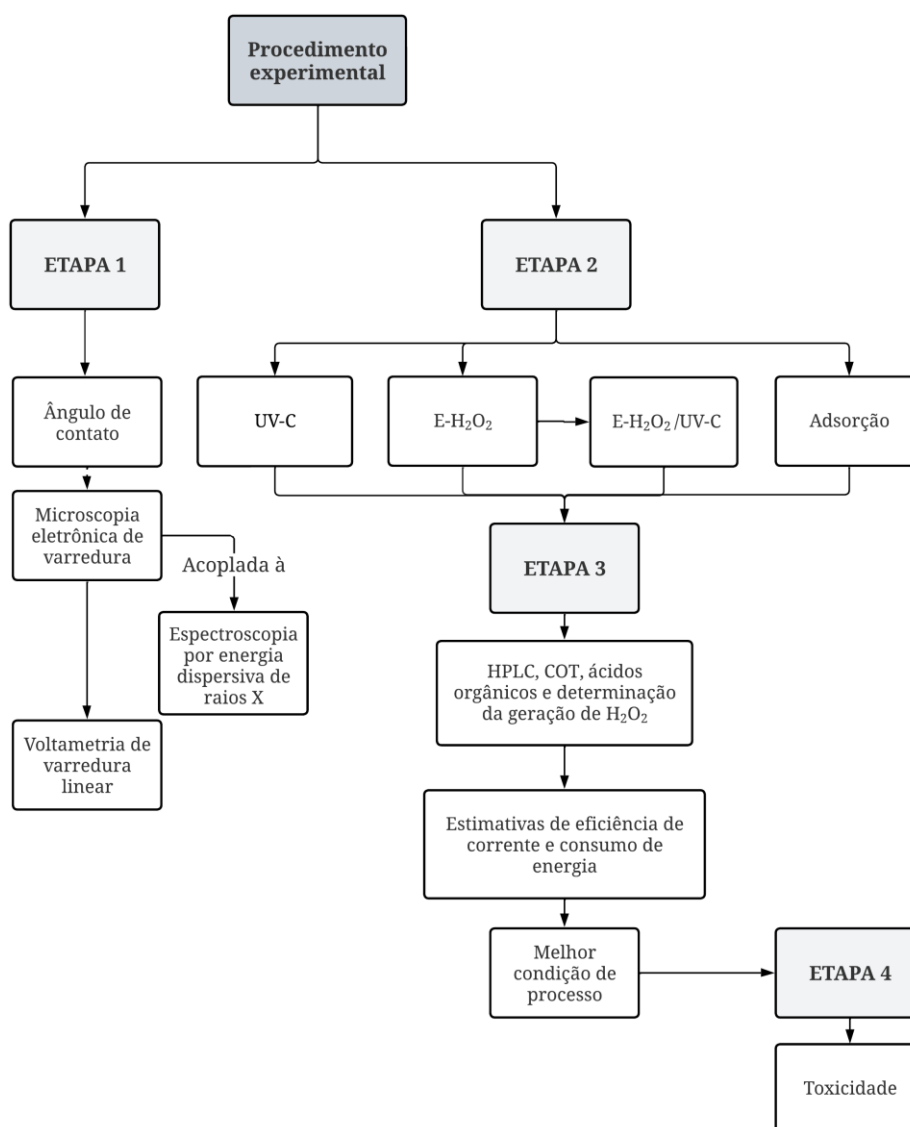 Procedimento
experimental
ETAPA 1
ETAPA 2
Ângulo de
contato
UV-C
E-H₂O₂
E-H₂O₂ /UV-C
Adsorção
Microscopia
eletrônica de
varredura
Acoplada à
Espectroscopia
por energia
dispersiva de
raios X
Voltametria de
varredura
linear
ETAPA 3
HPLC, COT, ácidos
orgânicos e determinação
da geração de H₂O₂
Estimativas de eficiência de
corrente e consumo de
energia
Melhor
condição de
processo
ETAPA 4
Toxicidade